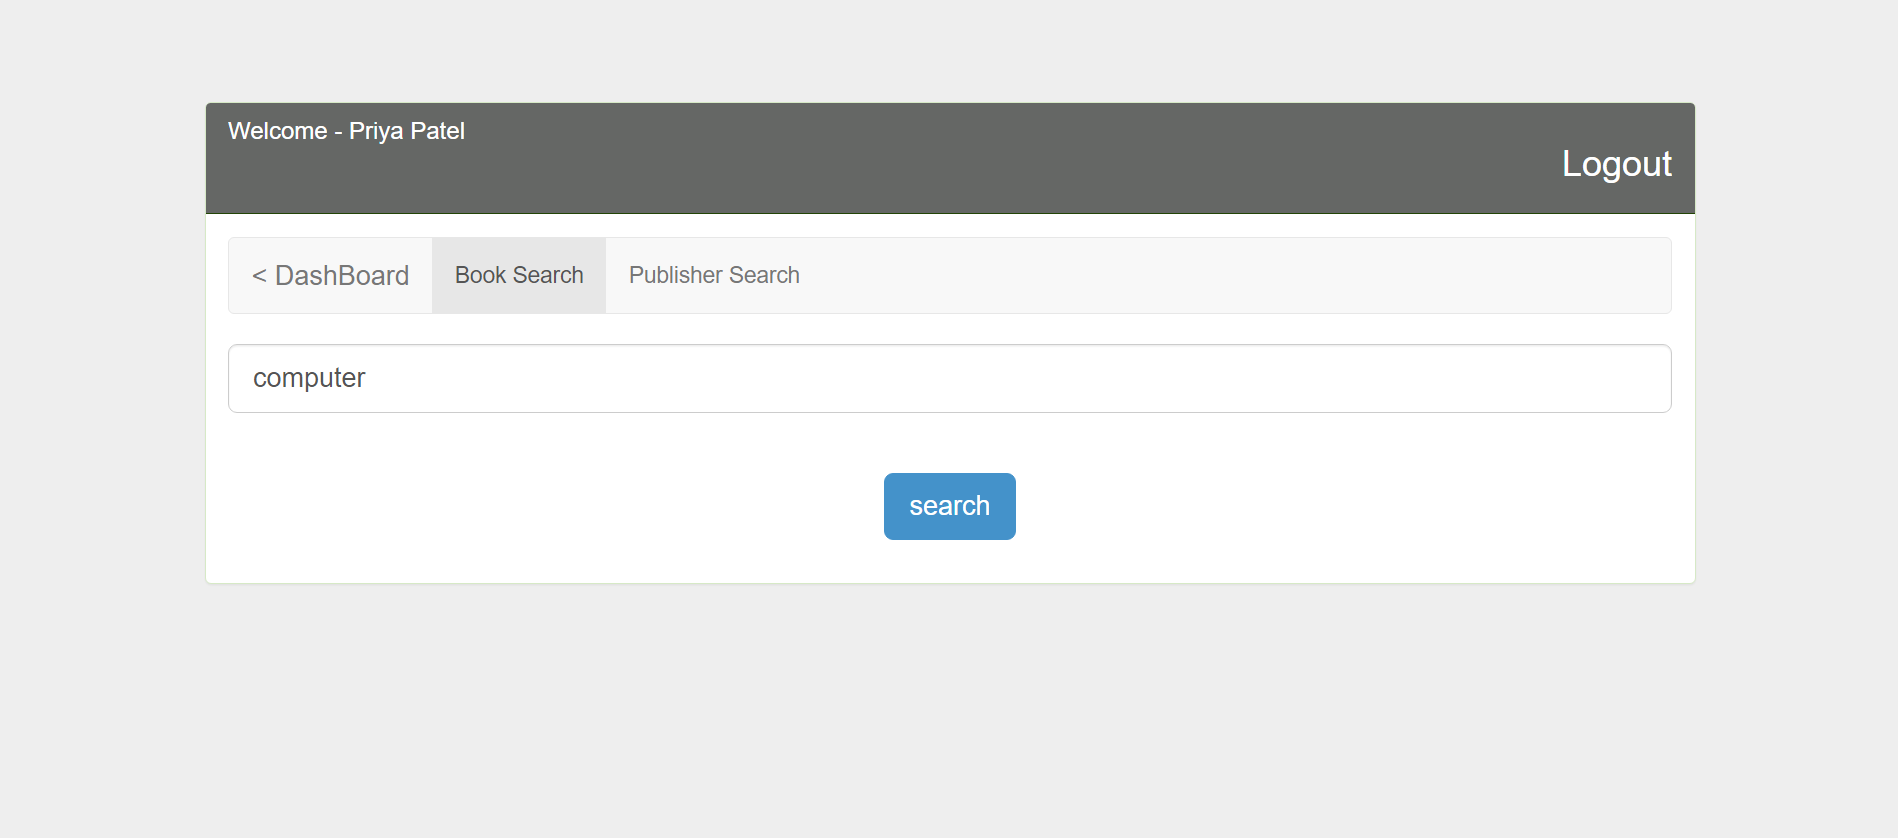 Welcome - Priya Patel
Logout
< DashBoard Book Search Publisher Search
computer
search